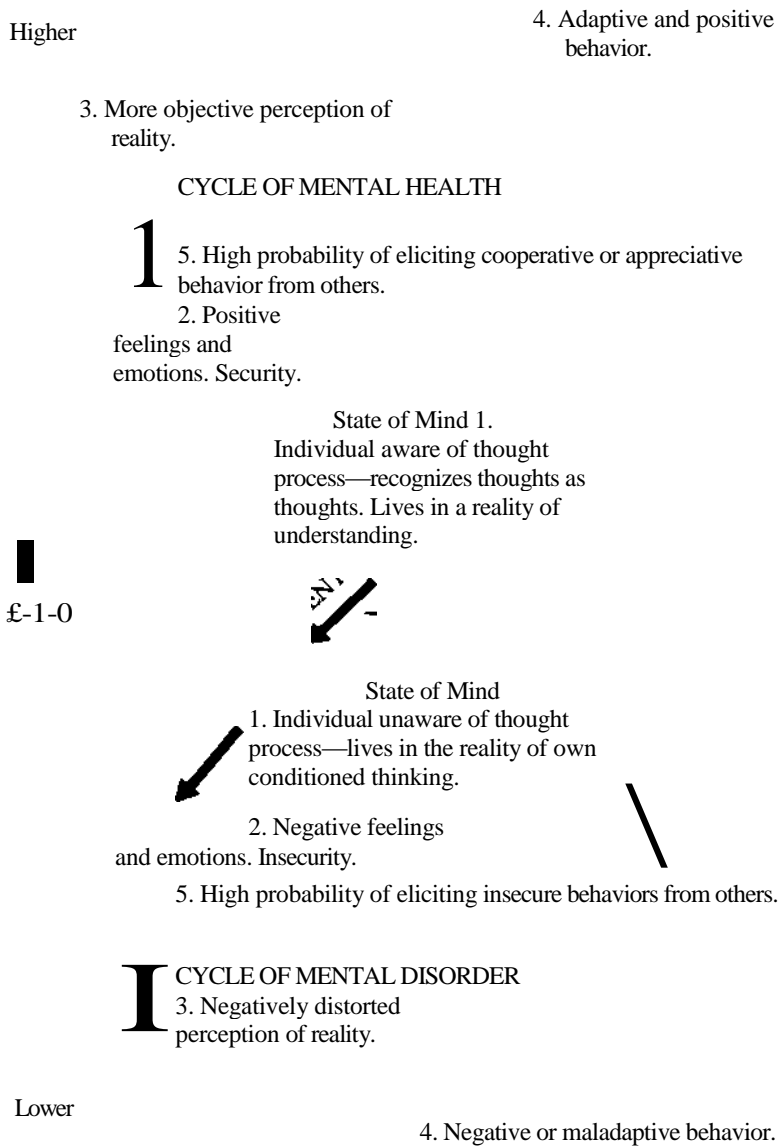 Higher
4. Adaptive and positive
behavior.
3. More objective perception of
reality.
CYCLE OF MENTAL HEALTH
1
5. High probability of eliciting cooperative or appreciative
behavior from others.
2. Positive
feelings and
emotions. Security.
State of Mind 1.
Individual aware of thought
process—recognizes thoughts as
thoughts. Lives in a reality of
understanding.
£-1-0
State of Mind
1. Individual unaware of thought
process—lives in the reality of own
conditioned thinking.
2. Negative feelings
and emotions. Insecurity.
5. High probability of eliciting insecure behaviors from others.
I
CYCLE OF MENTAL DISORDER
3. Negatively distorted
perception of reality.
Lower
4. Negative or maladaptive behavior.